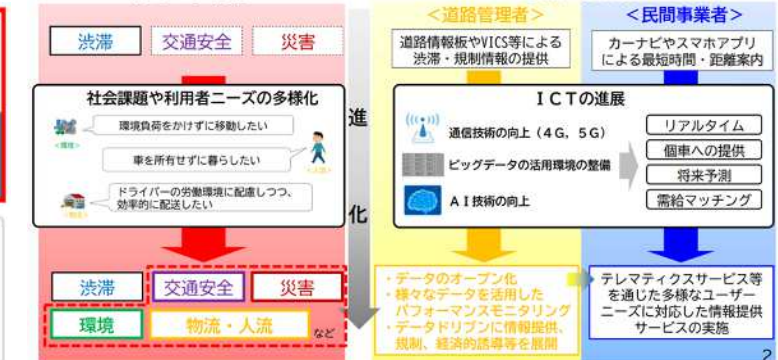 ＜道路管理者＞
＜民間事業者＞
渋滞
交通安全
災害
道路情報板やVICS等による
渋滞・規制情報の提供
カーナビやスマホアプリ
による最短時間・距離案内
社会課題や利用者ニーズの多様化
環境負荷をかけずに移動したい
＜環境＞
車を所有せずに暮らしたい
＜人流＞
ドライバーの労働環境に配慮しつつ、
効率的に配送したい
＜物流＞
進
化
ＩＣＴの進展
通信技術の向上（４Ｇ，５Ｇ）
ビッグデータの活用環境の整備
ＡＩ技術の向上
リアルタイム
個車への提供
将来予測
需給マッチング
渋滞
交通安全
災害
環境
物流・人流
など
・データのオープン化
・様々なデータを活用した
パフォーマンスモニタリング
・データドリブンに情報提供、
規制、経済的誘導等を展開
テレマティクスサービス等
を通じた多様なユーザー
ニーズに対応した情報提供
サービスの実施
2